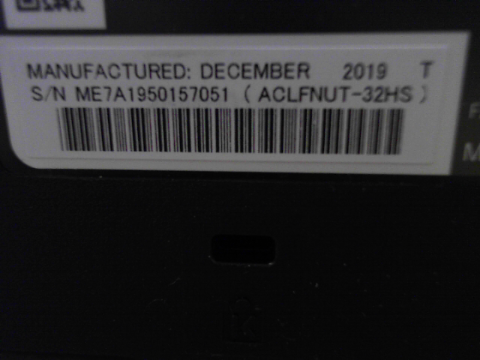 MANUFACTURED: DECEMBER 2019 T
S/N ME7A1950157051 ( ACLFNUT-32HS )